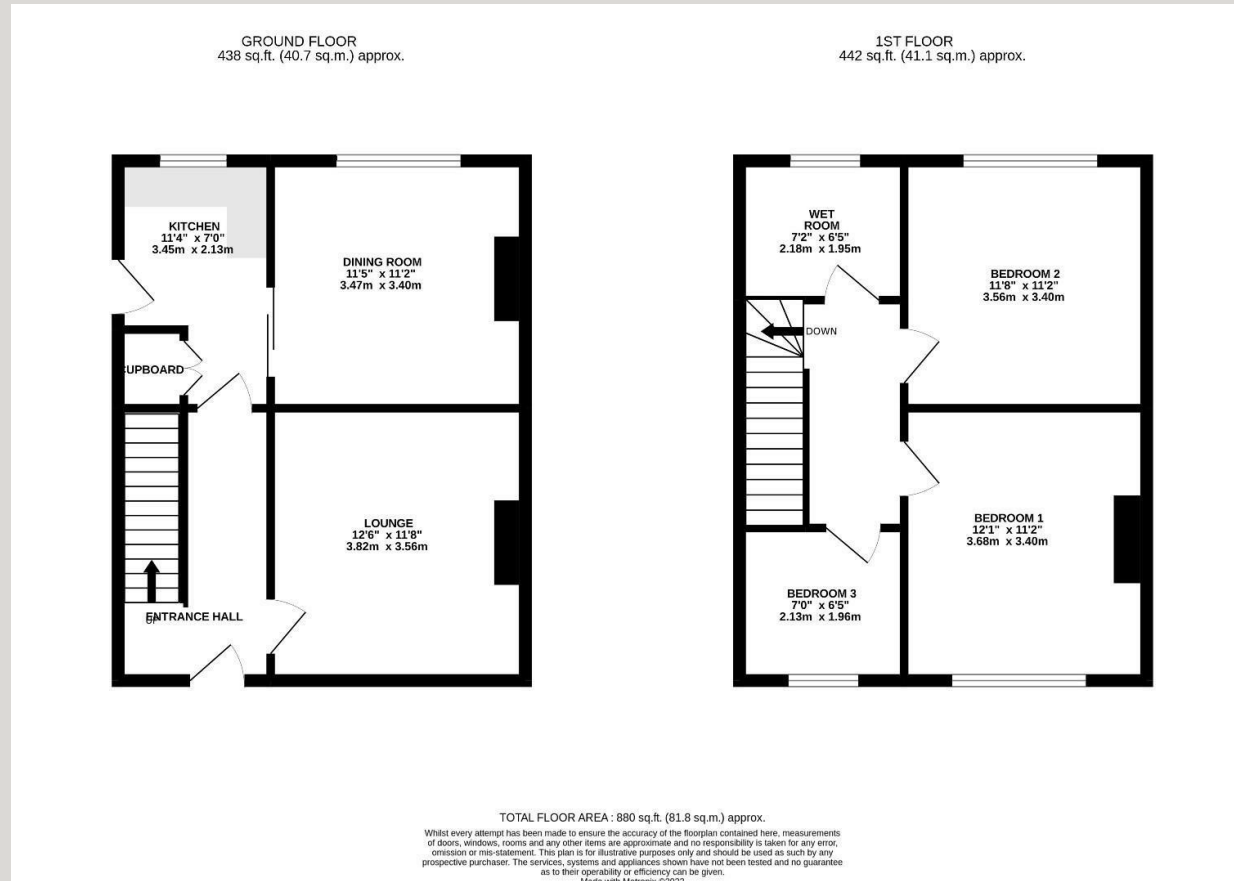 GROUND FLOOR
438 sq.ft. (40.7 sq.m.) approx.
1ST FLOOR
442 sq.ft. (41.1 sq.m.) approx.
KITCHEN
11'4" x 7'0"
3.45m x 2.13m
DINING ROOM
11'5" x 11'2"
3.47m x 3.40m
CUPBOARD
LOUNGE
12'6" x 11'8"
3.82m x 3.56m
UP
ENTRANCE HALL
WET
ROOM
7'2" x 6'5"
2.18m x 1.95m
BEDROOM 2
11'8" x 11'2"
3.56m x 3.40m
DOWN
BEDROOM 1
12'1" x 11'2"
3.68m x 3.40m
BEDROOM 3
7'0" x 6'5"
2.13m x 1.96m
TOTAL FLOOR AREA : 880 sq.ft. (81.8 sq.m.) approx.
Whilst every attempt has been made to ensure the accuracy of the floorplan contained here, measurements
of doors, windows, rooms and any other items are approximate and no responsibility is taken for any error,
omission or mis-statement. This plan is for illustrative purposes only and should be used as such by any
prospective purchaser. The services, systems and appliances shown have not been tested and no guarantee
as to their operability or efficiency can be given.
Made with Metropix ©2022